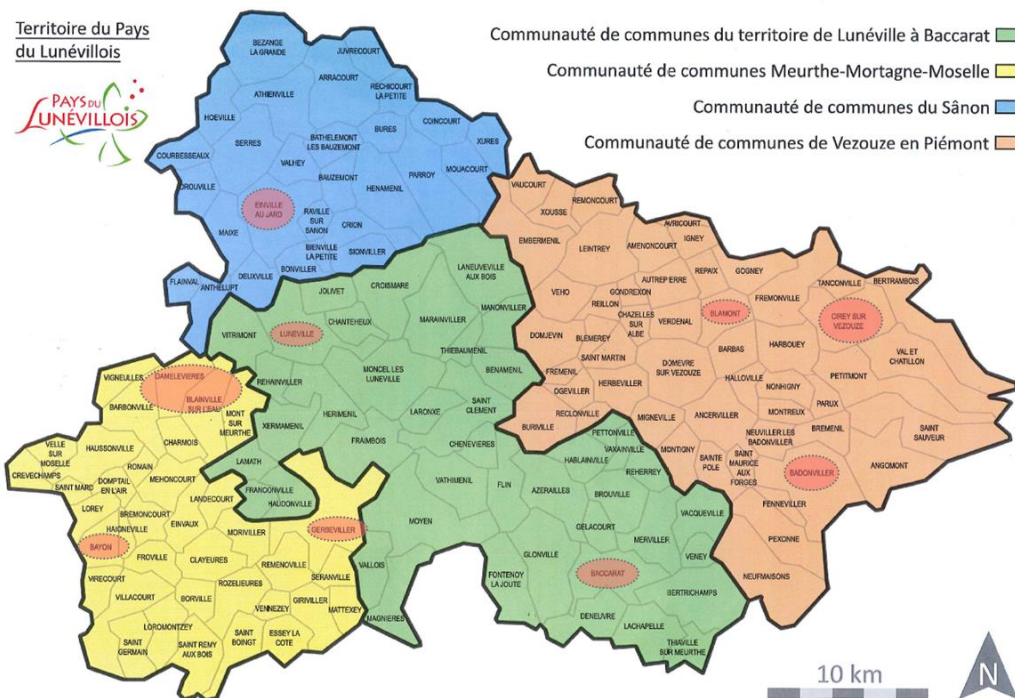 Territoire du Pays
du Lunévillois
PAYS DU
LUNÉVILLOIS
Communauté de communes du territoire de Lunéville à Baccarat
Communauté de communes Meurthe-Mortagne-Moselle
Communauté de communes du Sânon
Communauté de communes de Vezouze en Piémont
BEZANGE
LA GRANDE
JUVRECOURT
ARRACOURT
RECHICOURT
LA PETITE
ATHIENVILLE
HOEVILLE
BURES
COINCOURT
XURES
SERRES
BATHELEMONT
LES BAUZEMONT
COURBESSEAUX
VALHEY
MOUACOURT
PARROY
BAUZEMONT
HENAMENIL
DROUVILLE
EINVILLE
AU JARD
RAVILLE
SUR
SANON
CRION
MAIXE
BIENVILLE
LA PETITE
SIONVILLER
BONVILLER
DEUXVILLE
FLAINVAL
ANTHELUPT
VAUCOURT
REMONCOURT
XOUSSE
EMBERMENIL
LEINTREY
AVRICOURT
IGNEY
AMENONCOURT
REPAIX
GOGNEY
AUTREPIERRE
TANCONVILLE
BERTRAMBOIS
VEHO
GONDREXON
REILLON
CHAZELLES
SUR
ALBE
VERDENAL
BLAMONT
FREMONVILLE
CIREY SUR
VEZOUZE
DOMJEVIN
BLEMEREY
BARBAS
HARBOUEY
VAL ET
CHATILLON
SAINT MARTIN
DOMEVRE
SUR VEZOUZE
FREMENIL
HERBEVILLER
HALLOVILLE
PETITMONT
OGEVILLER
NONHIGNY
RECLONVILLE
MIGNEVILLE
ANCERVILLER
MONTREUX
PARUX
BURIVILLE
NEUVILLER LES
BADONVILLER
BREMENIL
SAINT
SAUVEUR
MONTIGNY
SAINTE
POLE
SAINT
MAURICE
AUX
FORGES
BADONVILLER
ANGOMONT
FENNEVILLER
PEXONNE
NEUFMAISONS
LANEUVEVILLE
AUX BOIS
CROISMARE
JOLIVET
MANONVILLER
MARAINVILLER
CHANTEHEUX
VITRIMONT
LUNEVILLE
THIEBAUMENIL
BENAMENIL
MONCEL LES
LUNEVILLE
REHAINVILLER
SAINT
CLEMENT
LARONXE
HERIMENIL
XERMAMENIL
FRAIMBOIS
CHENEVIERES
PETTONVILLE
VAXAINVILLE
HABLAINVILLE
REHERREY
LAMATH
VATHIMENIL
FLIN
AZERAILLES
BROUVILLE
FRANCONVILLE
HAUDONVILLE
MOYEN
VACQUEVILLE
GELACOURT
MERVILLER
GLONVILLE
VENEY
VALLOIS
FONTENOY
LA JOUTE
BACCARAT
BERTRICHAMPS
MAGNIERES
DENEUVRE
LACHAPELLE
THIAVILLE
SUR MEURTHE
VIGNEULLES
DAMELEVIERES
BARBONVILLE
BLAINVILLE
SUR L'EAU
MONT
SUR
MEURTHE
CHARMOIS
VELLE
SUR
MOSELLE
HAUSSONVILLE
CREVECHAMPS
ROMAIN
SAINT MARD
DOMPTAIL
EN L'AIR
MEHONCOURT
LOREY
BREMONCOURT
LANDECOURT
HAIGNEVILLE
EINVAUX
MORIVILLER
GERBEVILLER
BAYON
FROVILLE
CLAYEURES
REMENOVILLE
VIRECOURT
ROZELIEURES
SERANVILLE
VILLACOURT
BORVILLE
VENNEZEY
GIRIVILLER
MATTEXEY
LOROMONTZEY
SAINT
GERMAIN
SAINT REMY
AUX BOIS
SAINT
BOINGT
ESSEY LA
COTE
10 km
N